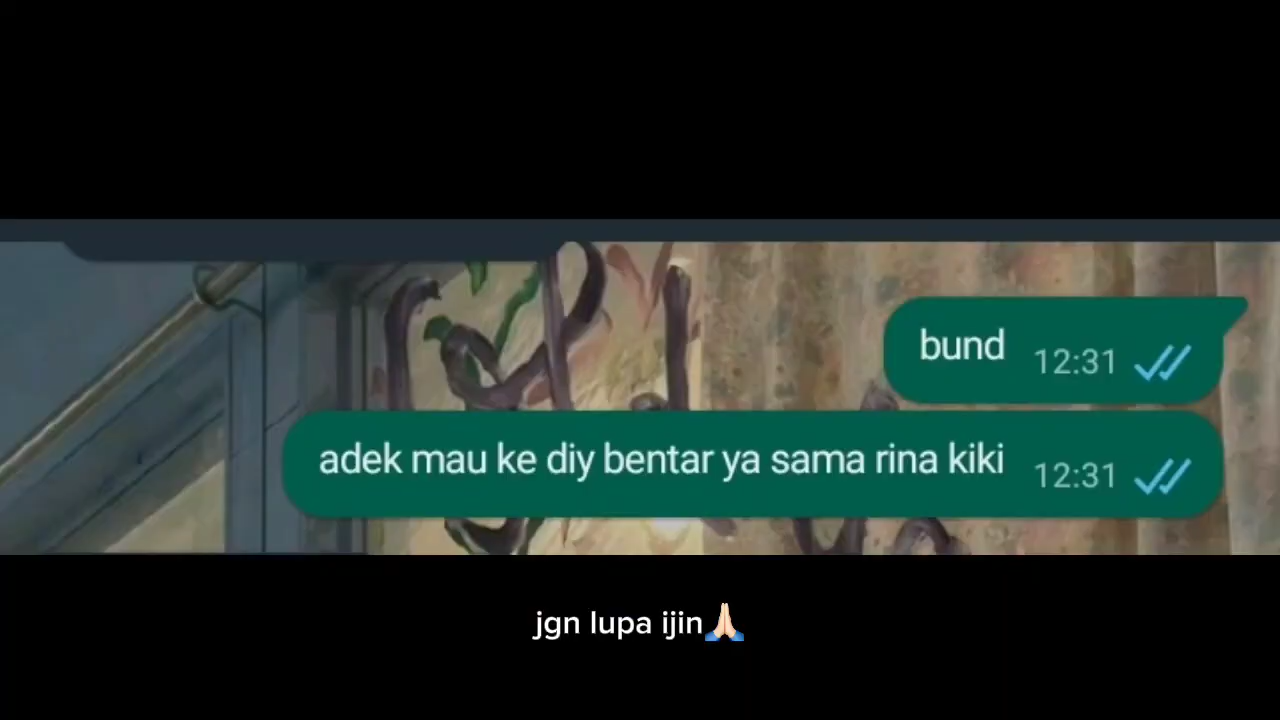 bund 12:31
adek mau ke diy bentar ya sama rina kiki 12:31
jgn lupa ijin🙏🏻